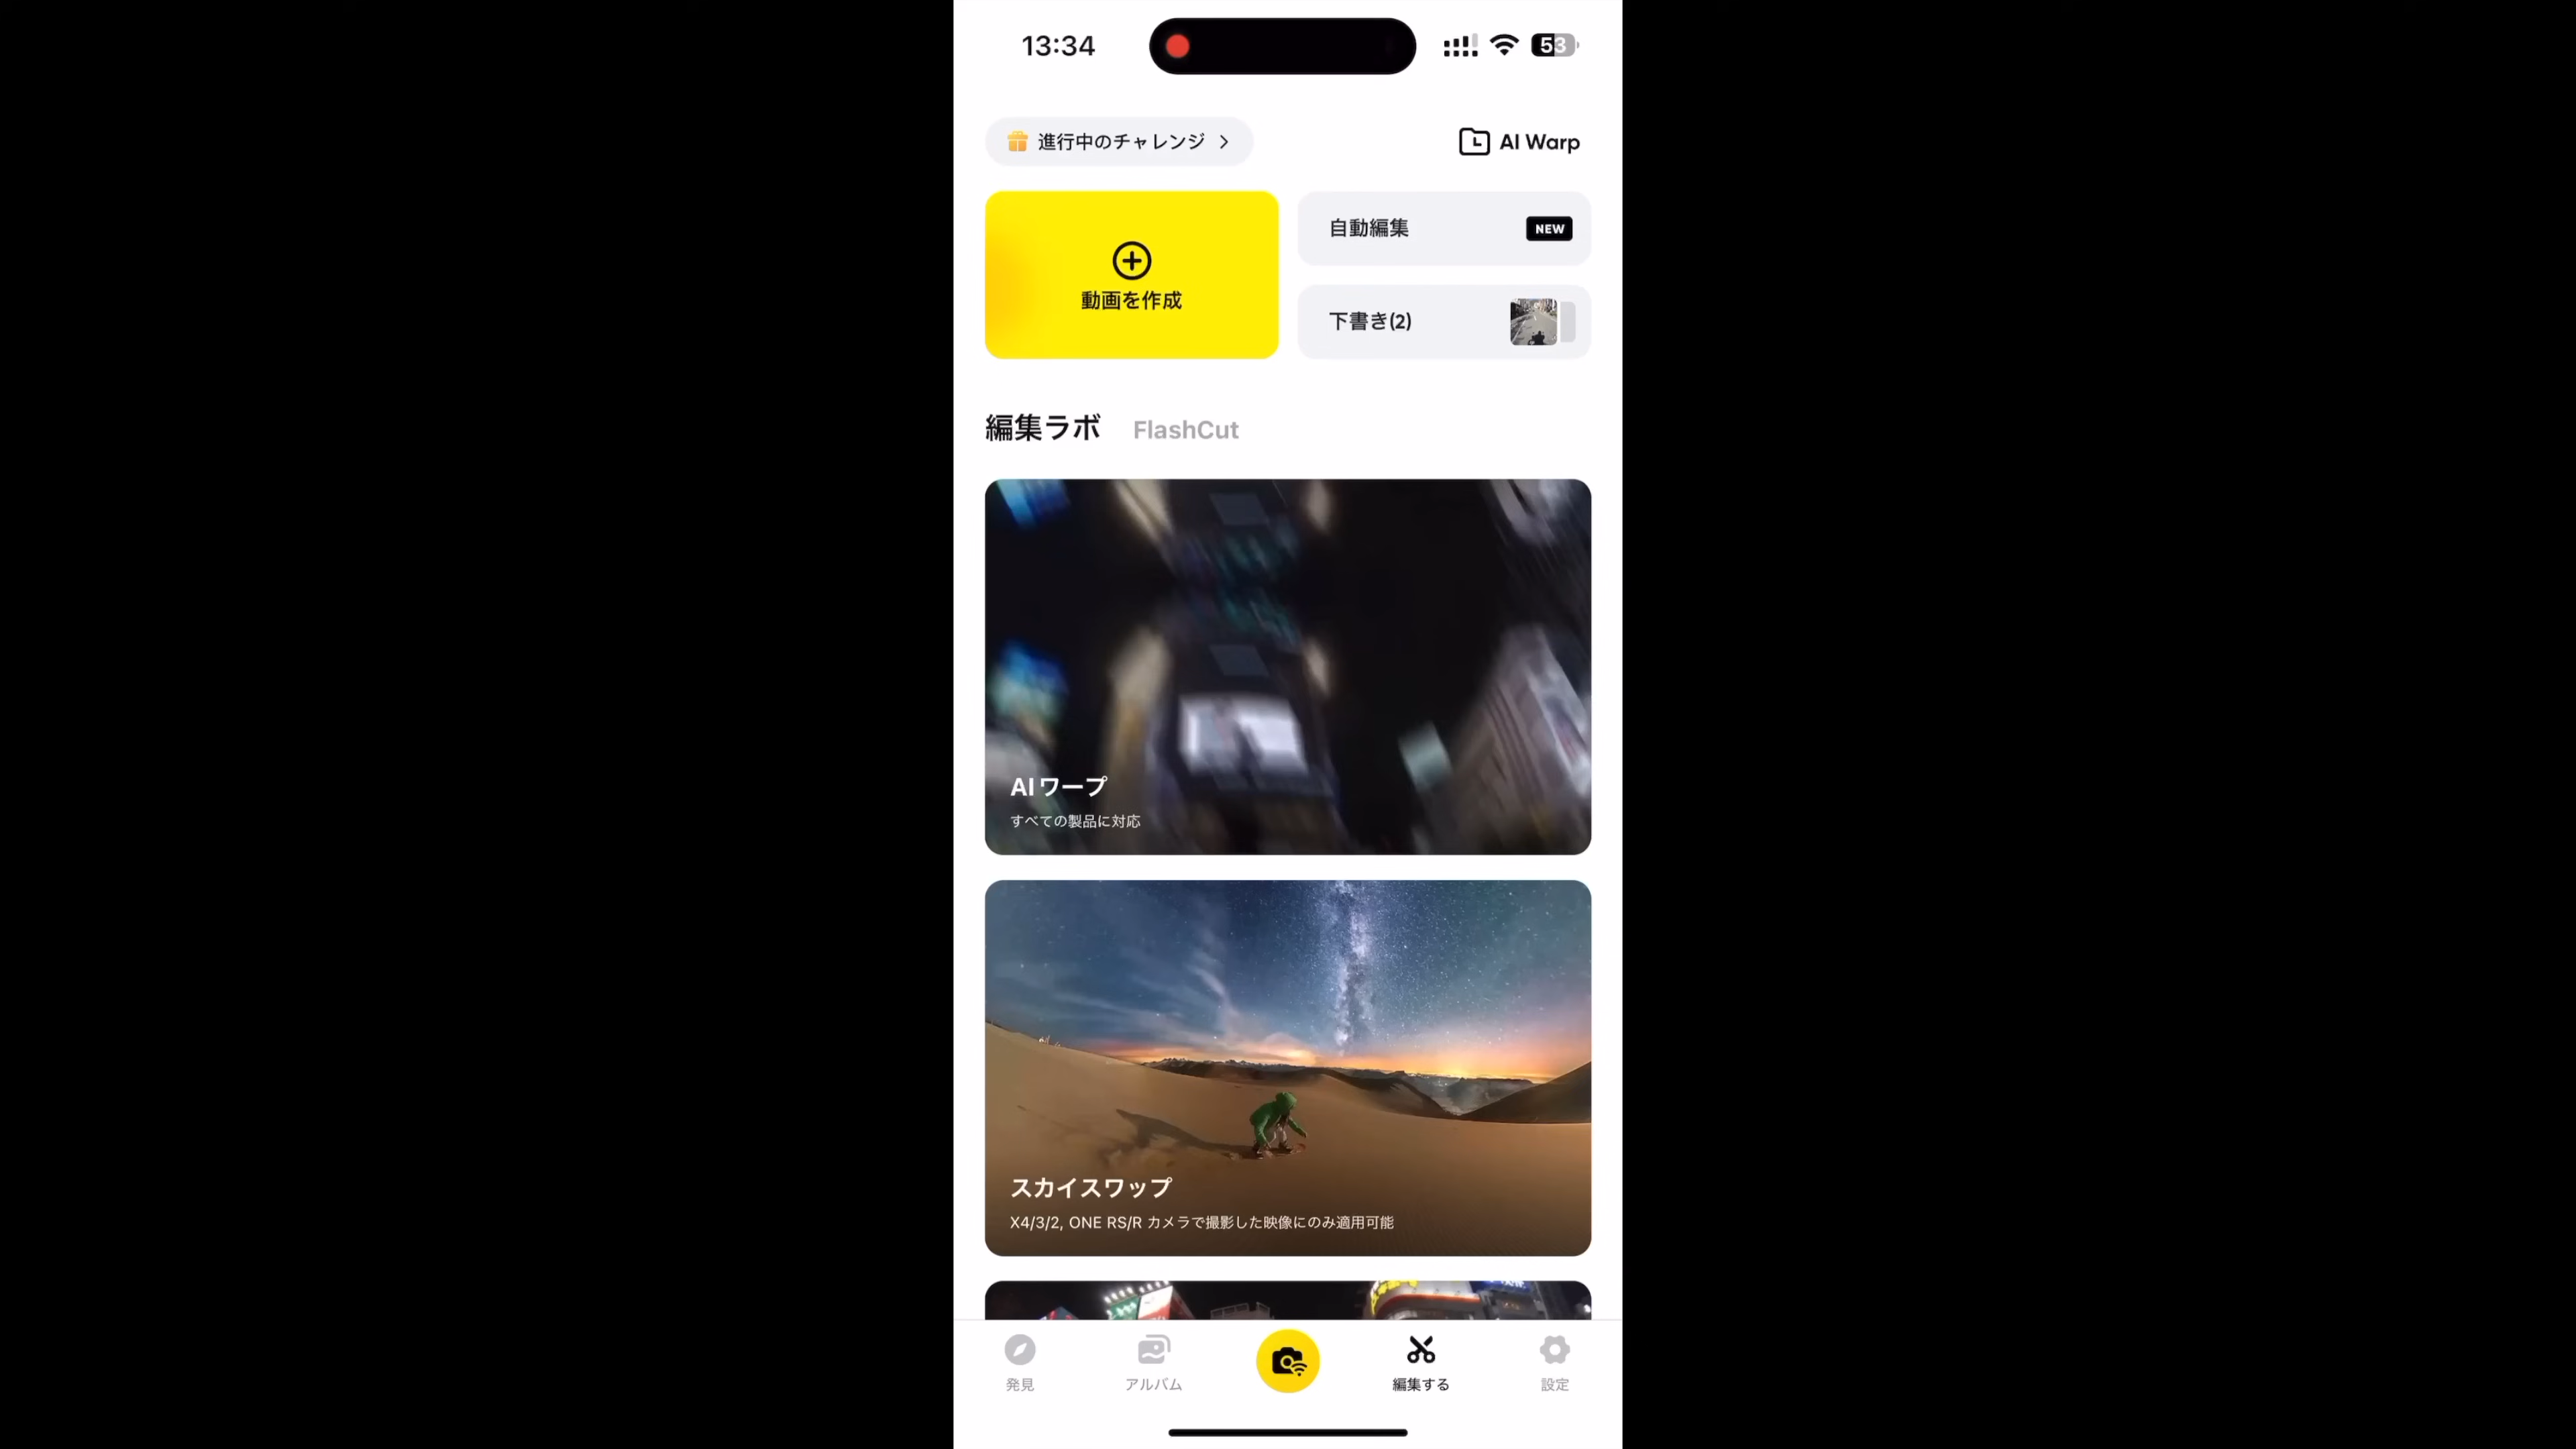 13:34
53
進行中のチャレンジ
AI Warp
動画を作成
自動編集
NEW
下書き(2)
編集ラボ
FlashCut
AIワープ
すべての製品に対応
スカイスワップ
X4/3/2, ONE RS/R カメラで撮影した映像にのみ適用可能
発見
アルバム
編集する
設定